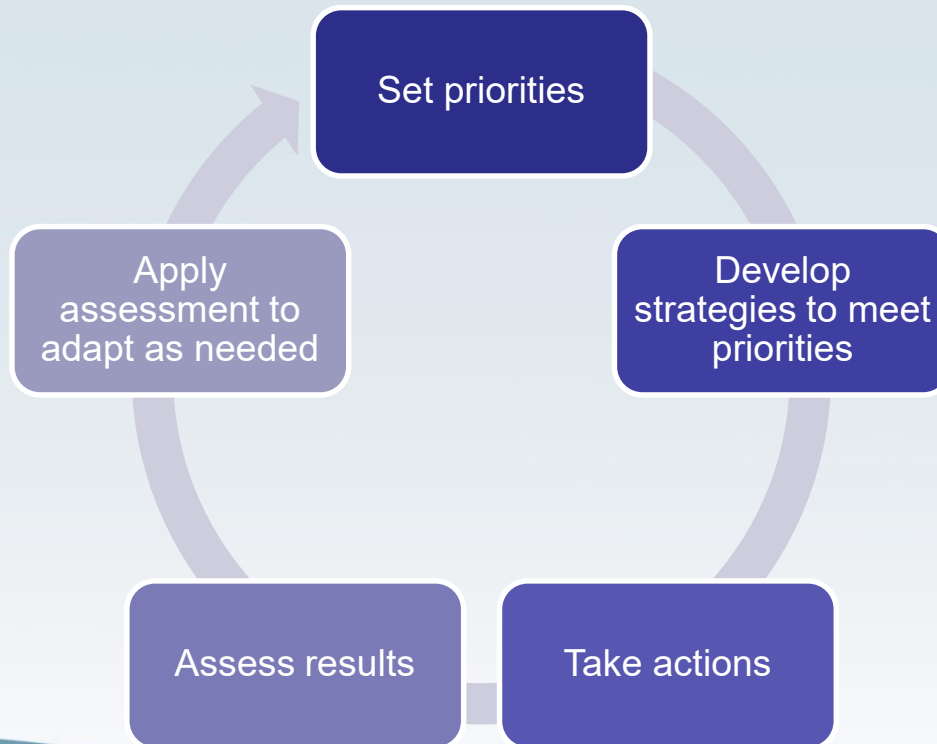 Set priorities
Develop
strategies to meet
priorities
Take actions
Assess results
Apply
assessment to
adapt as needed